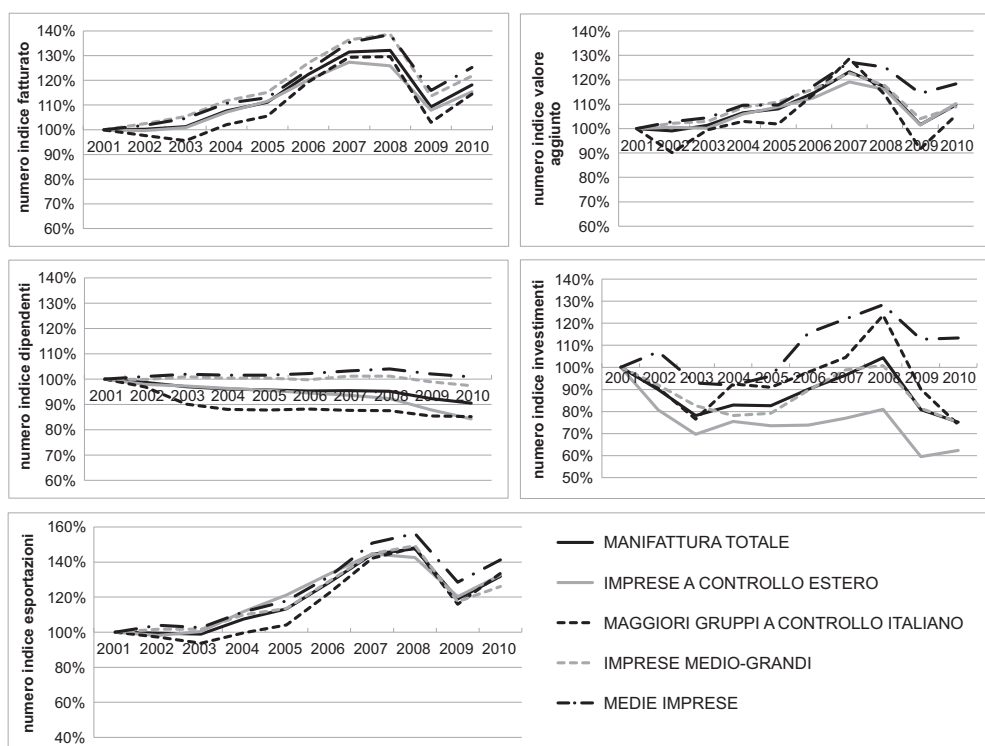 numero indice fatturato
140%
130%
120%
110%
100%
90%
80%
70%
60%
2001 2002 2003 2004 2005 2006 2007 2008 2009 2010
numero indice valore
aggiunto
140%
130%
120%
110%
100%
90%
80%
70%
60%
2001 2002 2003 2004 2005 2006 2007 2008 2009 2010
numero indice dipendenti
140%
130%
120%
110%
100%
90%
80%
70%
60%
2001 2002 2003 2004 2005 2006 2007 2008 2009 2010
numero indice investimenti
140%
130%
120%
110%
100%
90%
80%
70%
60%
50%
2001 2002 2003 2004 2005 2006 2007 2008 2009 2010
numero indice esportazioni
160%
140%
120%
100%
80%
60%
40%
2001 2002 2003 2004 2005 2006 2007 2008 2009 2010
MANIFATTURA TOTALE
IMPRESE A CONTROLLO ESTERO
MAGGIORI GRUPPI A CONTROLLO ITALIANO
IMPRESE MEDIO-GRANDI
MEDIE IMPRESE